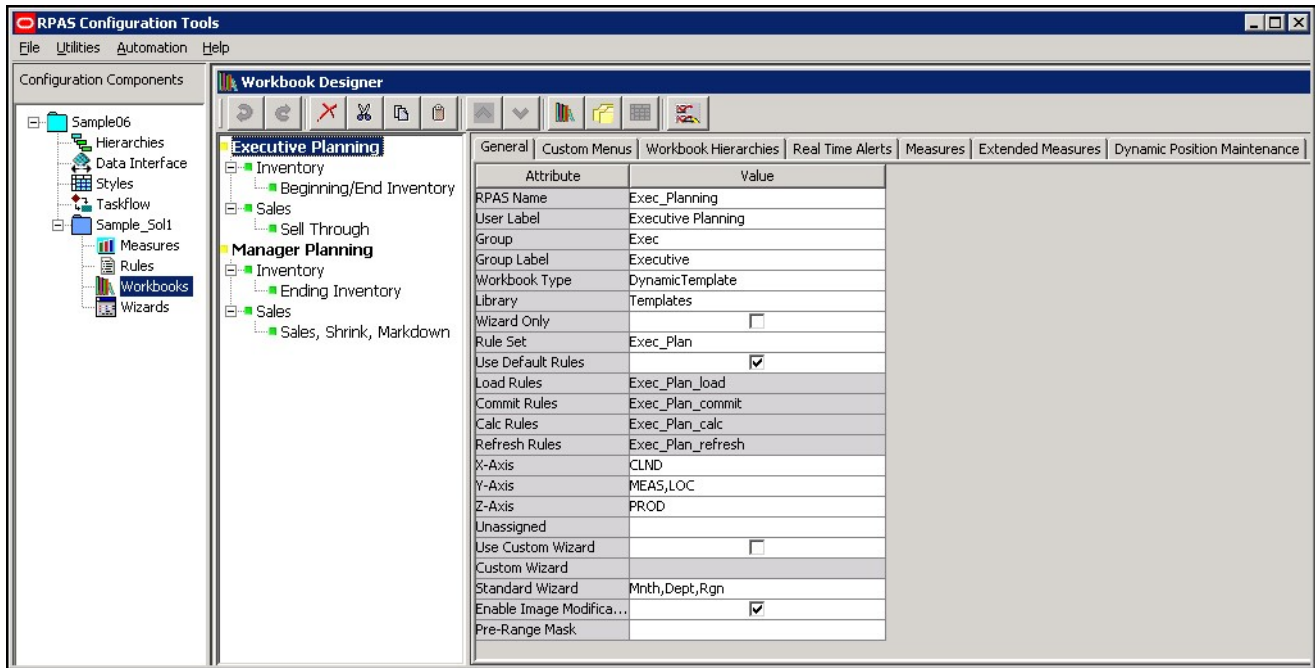 RPAS Configuration Tools
File Utilities Automation Help
Configuration Components
Sample06
Hierarchies
Data Interface
Styles
Taskflow
Sample_Sol1
Measures
Rules
Workbooks
Wizards
Workbook Designer
Executive Planning
Inventory
Beginning/End Inventory
Sales
Sell Through
Manager Planning
Inventory
Ending Inventory
Sales
Sales, Shrink, Markdown
General Custom Menus Workbook Hierarchies Real Time Alerts Measures Extended Measures Dynamic Position Maintenance
Attribute Value
RPAS Name Exec_Planning
User Label Executive Planning
Group Exec
Group Label Executive
Workbook Type DynamicTemplate
Library Templates
Wizard Only
Rule Set Exec_Plan
Use Default Rules
Load Rules Exec_Plan_load
Commit Rules Exec_Plan_commit
Calc Rules Exec_Plan_calc
Refresh Rules Exec_Plan_refresh
X-Axis CLND
Y-Axis MEAS,LOC
Z-Axis PROD
Unassigned
Use Custom Wizard
Custom Wizard
Standard Wizard Mnth,Dept,Rgn
Enable Image Modifica...
Pre-Range Mask